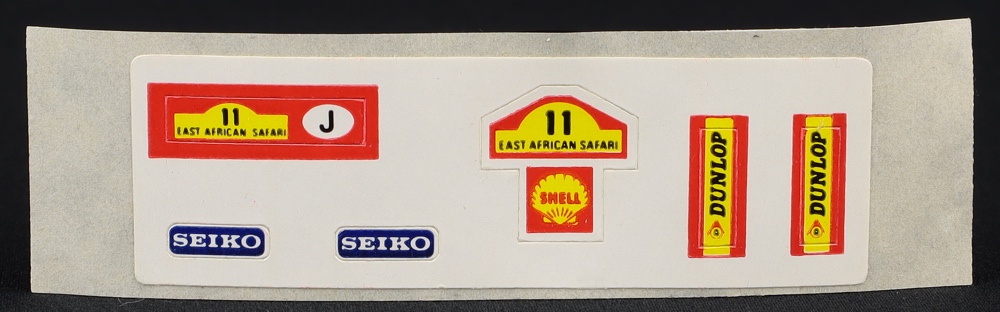 11
EAST AFRICAN SAFARI
J
11
EAST AFRICAN SAFARI
SHELL
DUNLOP
DUNLOP
SEIKO
SEIKO